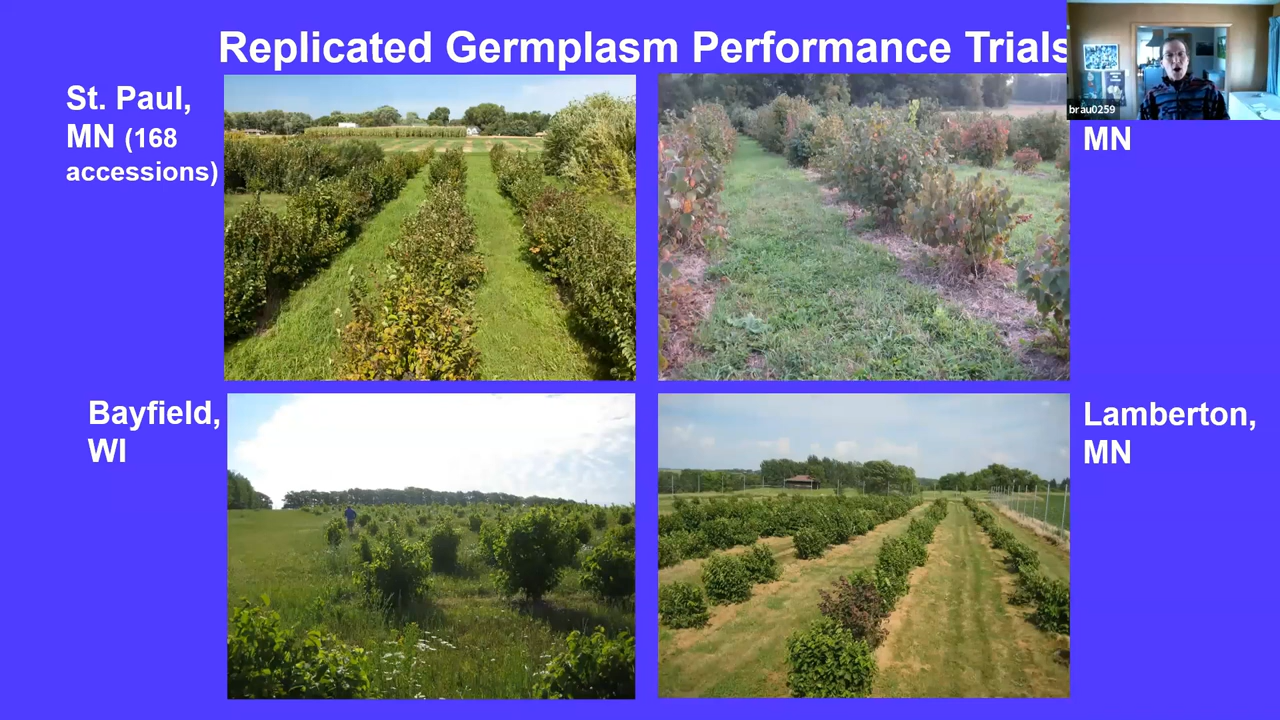 Replicated Germplasm Performance Trials
St. Paul,
MN (168
accessions)
brau0259
MN
Bayfield,
WI
Lamberton,
MN